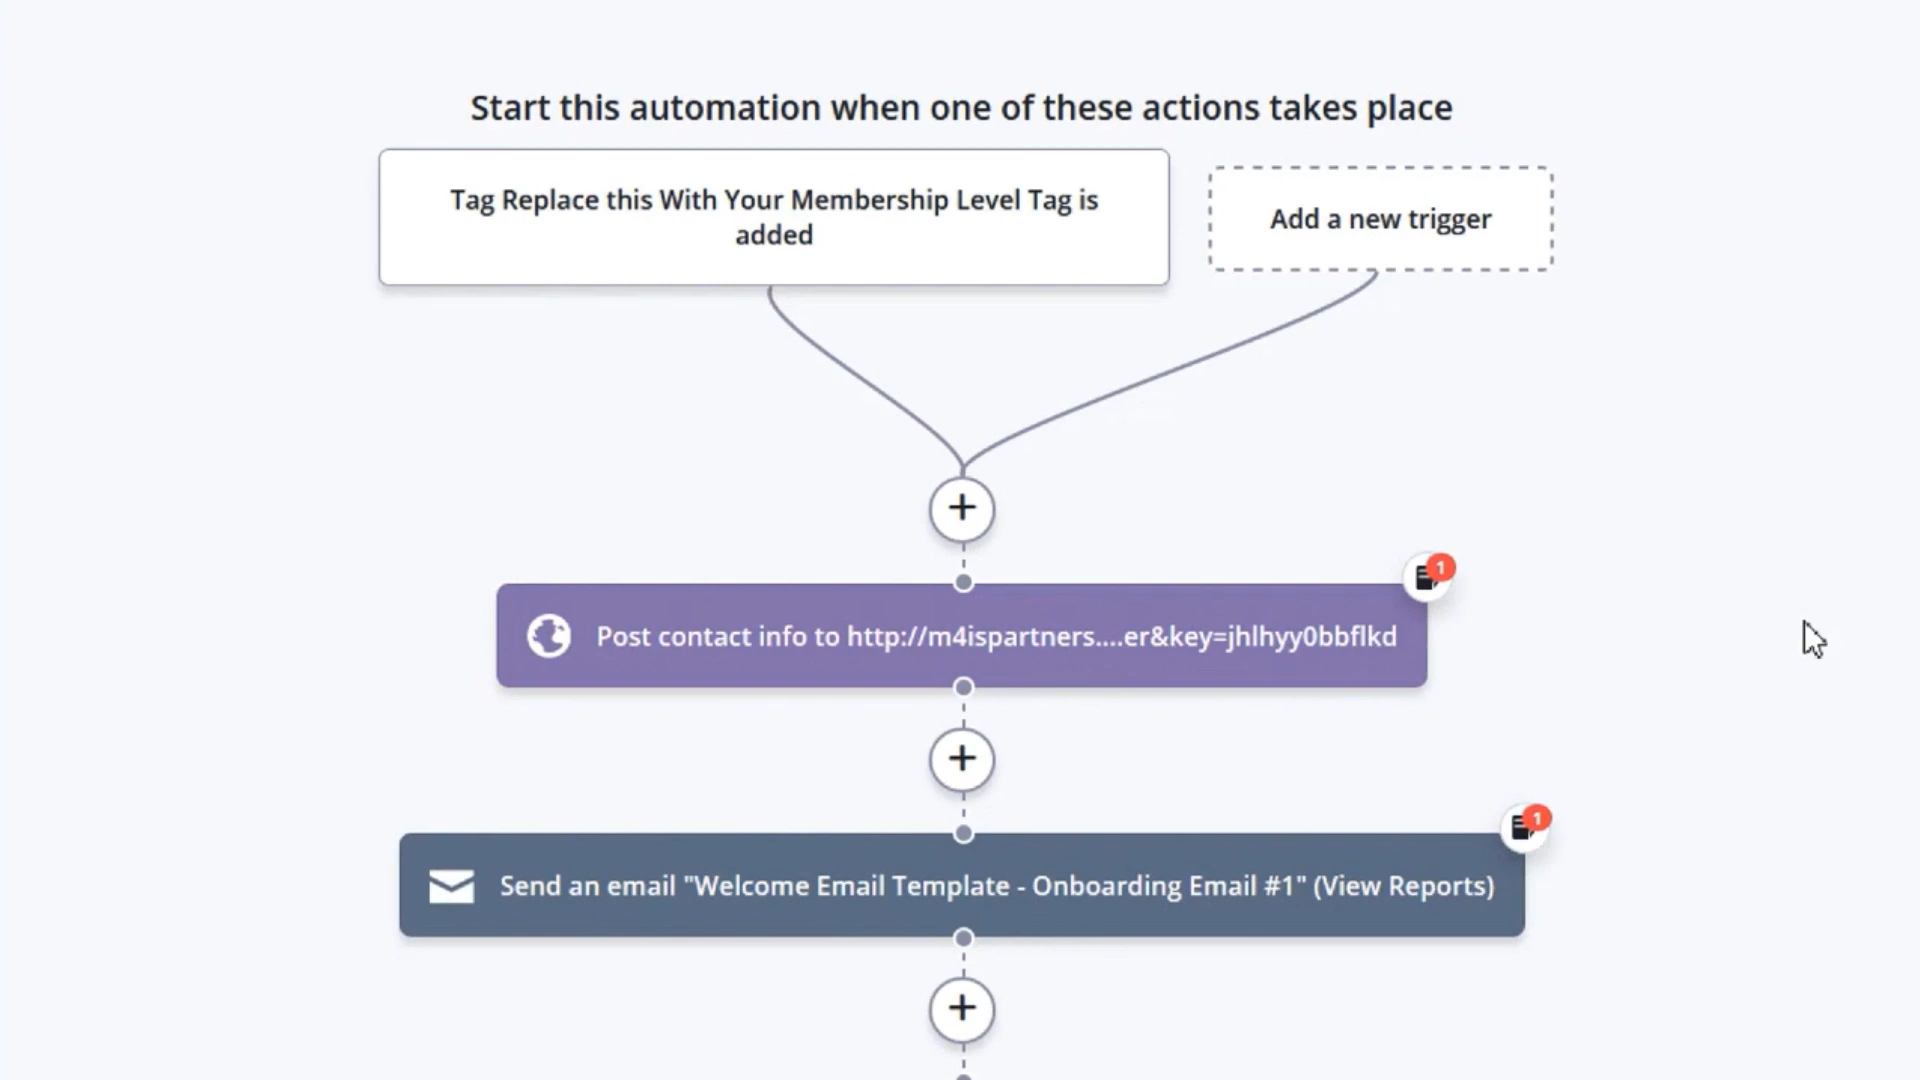 Start this automation when one of these actions takes place
Tag Replace this With Your Membership Level Tag is
added
Add a new trigger
1
Post contact info to http://m4ispartners....er&key=jhlhyy0bbflkd
1
Send an email "Welcome Email Template - Onboarding Email #1" (View Reports)